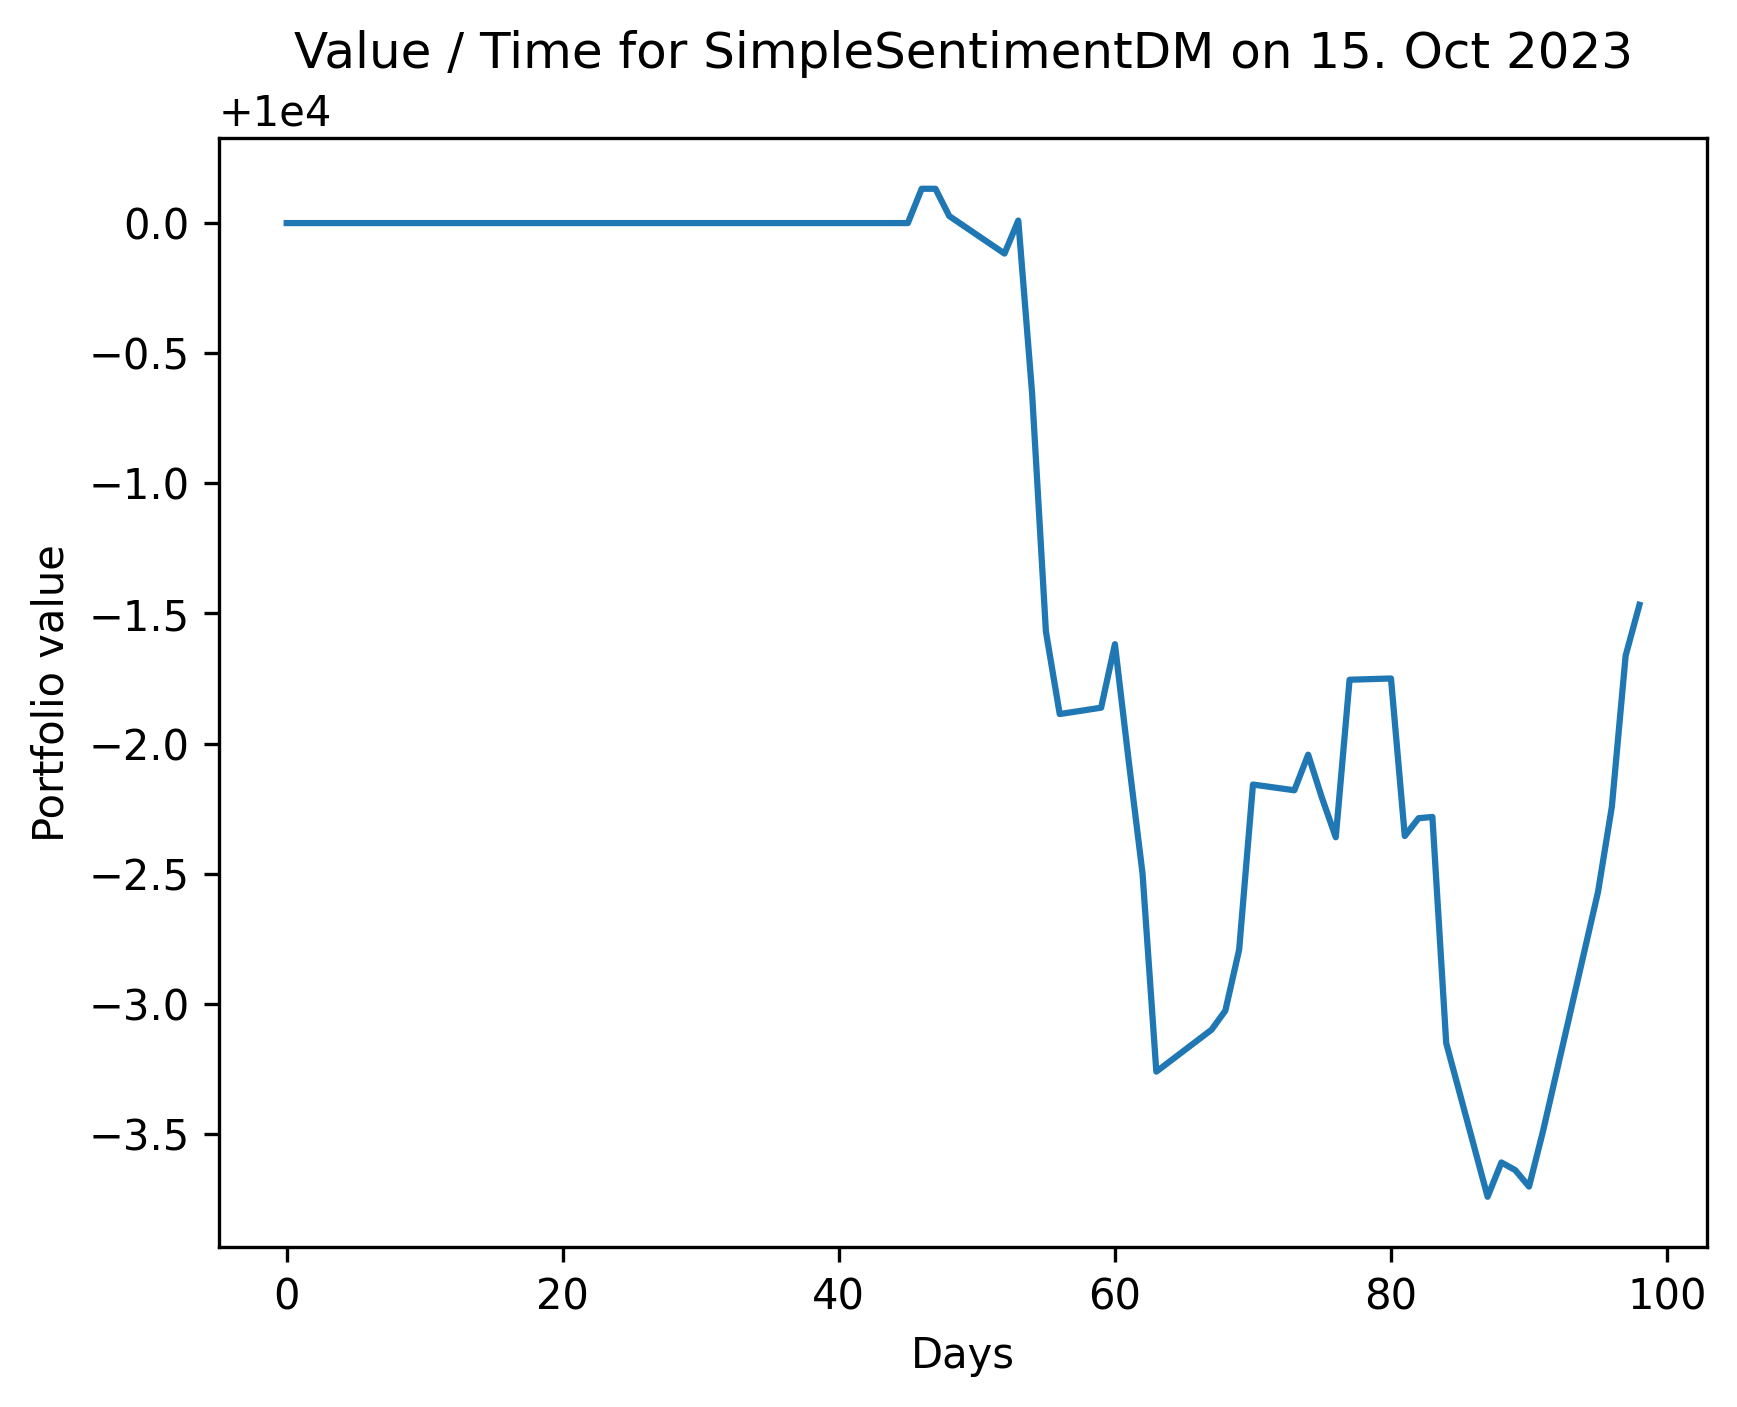 Value / Time for SimpleSentimentDM on 15. Oct 2023
+1e4
0.0
−0.5
−1.0
−1.5
−2.0
−2.5
−3.0
−3.5
Portfolio value
0 20 40 60 80 100
Days